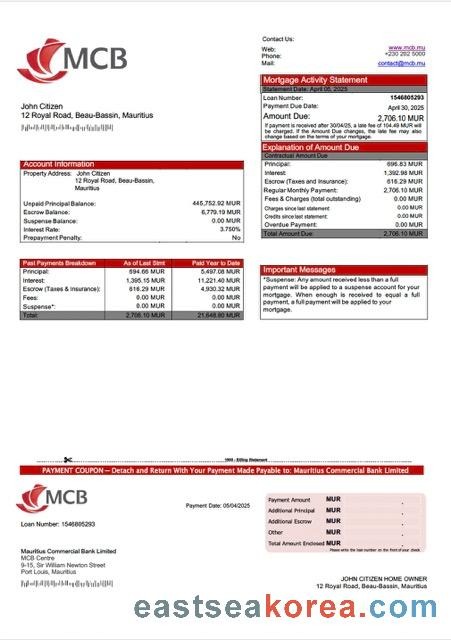 MCB
Contact Us:
Web: www.mcb.mu
Phone: +230 202 5000
Mail: contact@mcb.mu
John Citizen
12 Royal Road, Beau-Bassin, Mauritius
Mortgage Activity Statement
Statement Date: April 05, 2025
Loan Number: 1546805293
Payment Due Date: April 30, 2025
Amount Due: 2,706.10 MUR
If payment is received after 30/04/25, a late fee of 104.49 MUR will
be charged. If the Amount Due changes, the late fee may also
change based on the terms of your mortgage.
Explanation of Amount Due
Contractual Amount Due
Principal: 696.83 MUR
Interest: 1,392.98 MUR
Escrow (Taxes and Insurance): 616.29 MUR
Regular Monthly Payment: 2,706.10 MUR
Fees & Charges (total outstanding) 0.00 MUR
Charges since last statement: 0.00 MUR
Credits since last statement: 0.00 MUR
Overdue Payment: 0.00 MUR
Total Amount Due: 2,706.10 MUR
Account Information
Property Address: John Citizen
12 Royal Road, Beau-Bassin,
Mauritius
Unpaid Principal Balance: 445,752.92 MUR
Escrow Balance: 6,779.19 MUR
Suspense Balance: 0.00 MUR
Interest Rate: 3.750%
Prepayment Penalty: No
Past Payments Breakdown As of Last Stmt Paid Year to Date
Principal: 694.66 MUR 5,497.08 MUR
Interest: 1,395.15 MUR 11,221.40 MUR
Escrow (Taxes & Insurance): 616.29 MUR 4,930.32 MUR
Fees: 0.00 MUR 0.00 MUR
Suspense*: 0.00 MUR 0.00 MUR
Total: 2,706.10 MUR 21,648.80 MUR
Important Messages
*Suspense: Any amount received less than a full
payment will be applied to a suspense account for your
mortgage. When enough is received to equal a full
payment, a full payment will be applied to your
mortgage.
Billing Statement
PAYMENT COUPON – Detach and Return With Your Payment Made Payable to: Mauritius Commercial Bank Limited
MCB
Payment Date: 05/04/2025
Loan Number: 1546805293
Payment Amount MUR .
Additional Principal MUR .
Additional Escrow MUR .
Other MUR .
Total Amount Enclosed MUR .
Please write the loan number on the front of your check.
Mauritius Commercial Bank Limited
MCB Centre
9-15, Sir William Newton Street
Port Louis, Mauritius
JOHN CITIZEN HOME OWNER
12 Royal Road, Beau-Bassin, Mauritius
eastseakorea.com